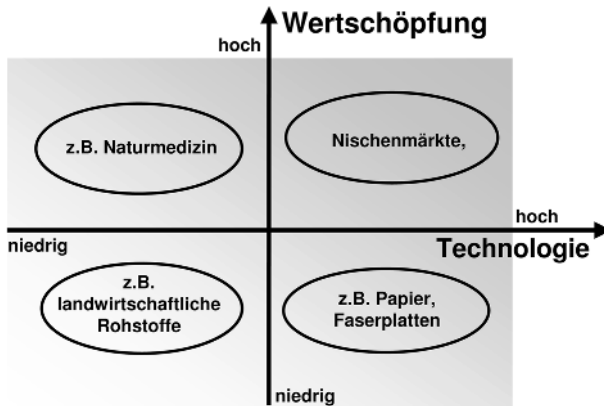 Wertschöpfung
hoch
z.B. Naturmedizin
Nischenmärkte,
hoch
niedrig
Technologie
z.B.
landwirtschaftliche
Rohstoffe
z.B. Papier,
Faserplatten
niedrig